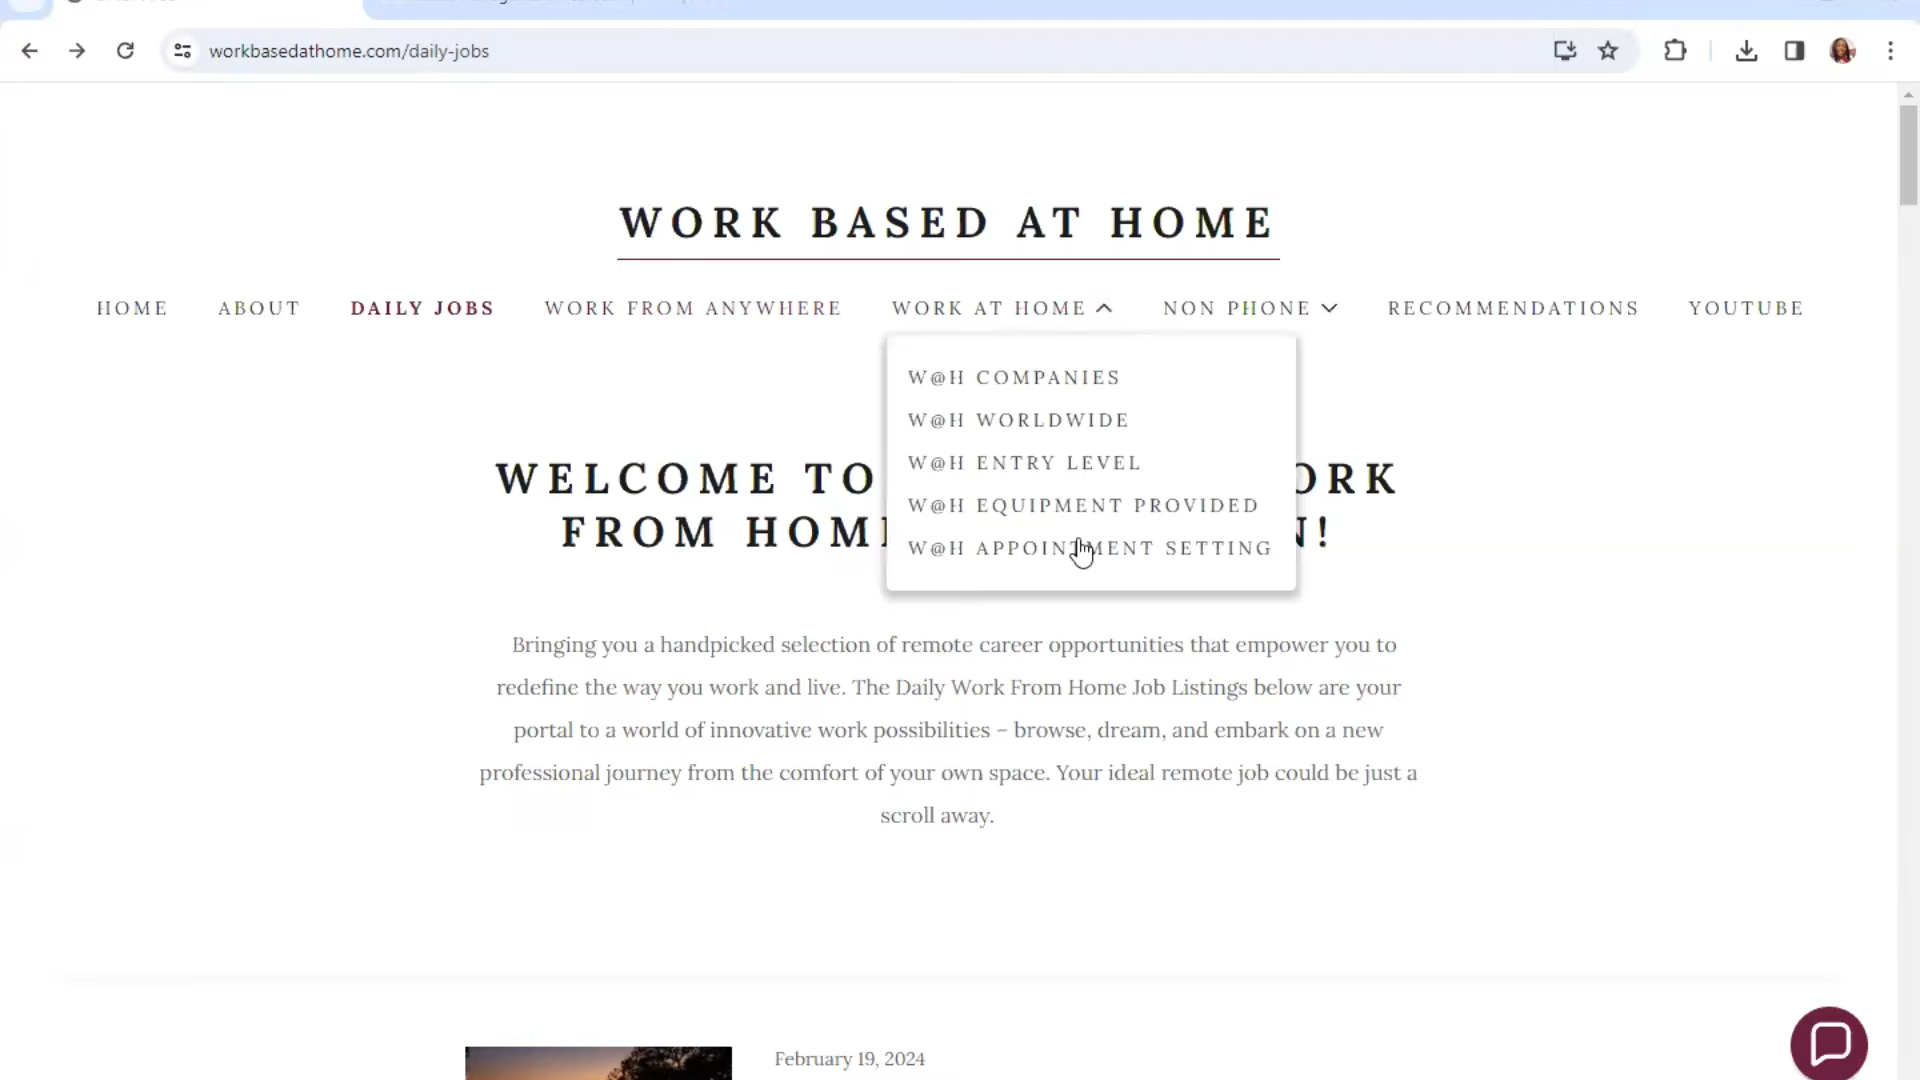 workbasedathome.com/daily-jobs
WORK BASED AT HOME
HOME ABOUT DAILY JOBS WORK FROM ANYWHERE WORK AT HOME NON PHONE RECOMMENDATIONS YOUTUBE
W@H COMPANIES
W@H WORLDWIDE
W@H ENTRY LEVEL
W@H EQUIPMENT PROVIDED
W@H APPOINTMENT SETTING
WELCOME TO ORK
FROM HOM N!
Bringing you a handpicked selection of remote career opportunities that empower you to
redefine the way you work and live. The Daily Work From Home Job Listings below are your
portal to a world of innovative work possibilities – browse, dream, and embark on a new
professional journey from the comfort of your own space. Your ideal remote job could be just a
scroll away.
February 19, 2024